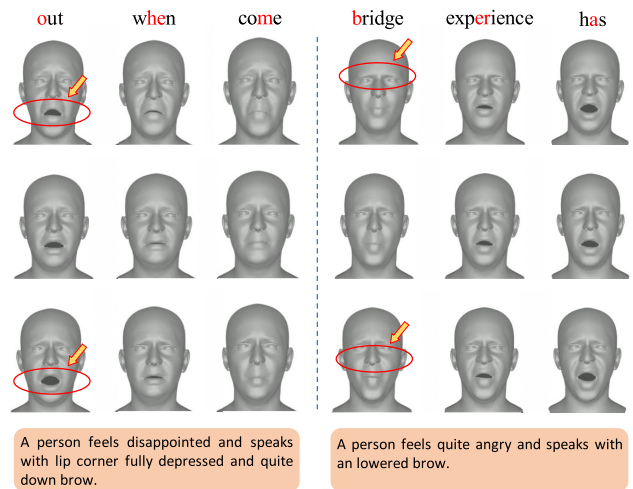 out when come bridge experience has
A person feels disappointed and speaks
with lip corner fully depressed and quite
down brow.
A person feels quite angry and speaks with
an lowered brow.